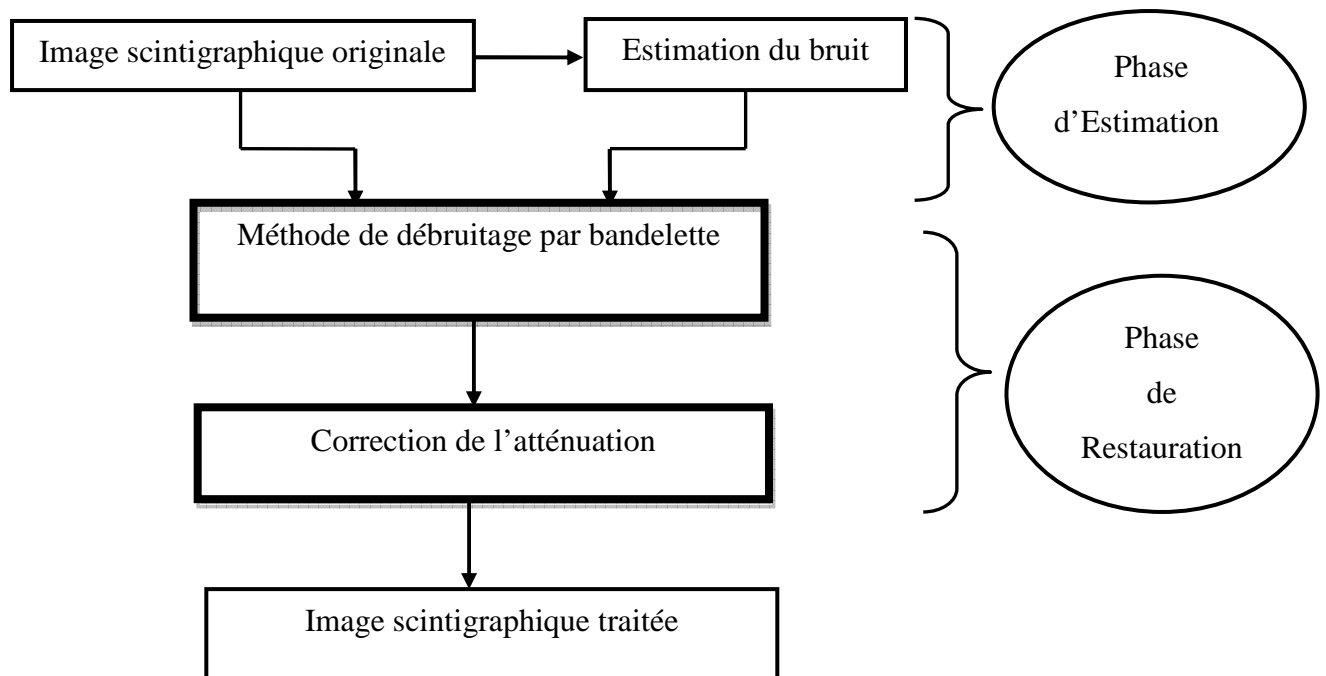 Image scintigraphique originale
Estimation du bruit
Phase
d’Estimation
Méthode de débruitage par bandelette
Phase
de
Restauration
Correction de l’atténuation
Image scintigraphique traitée